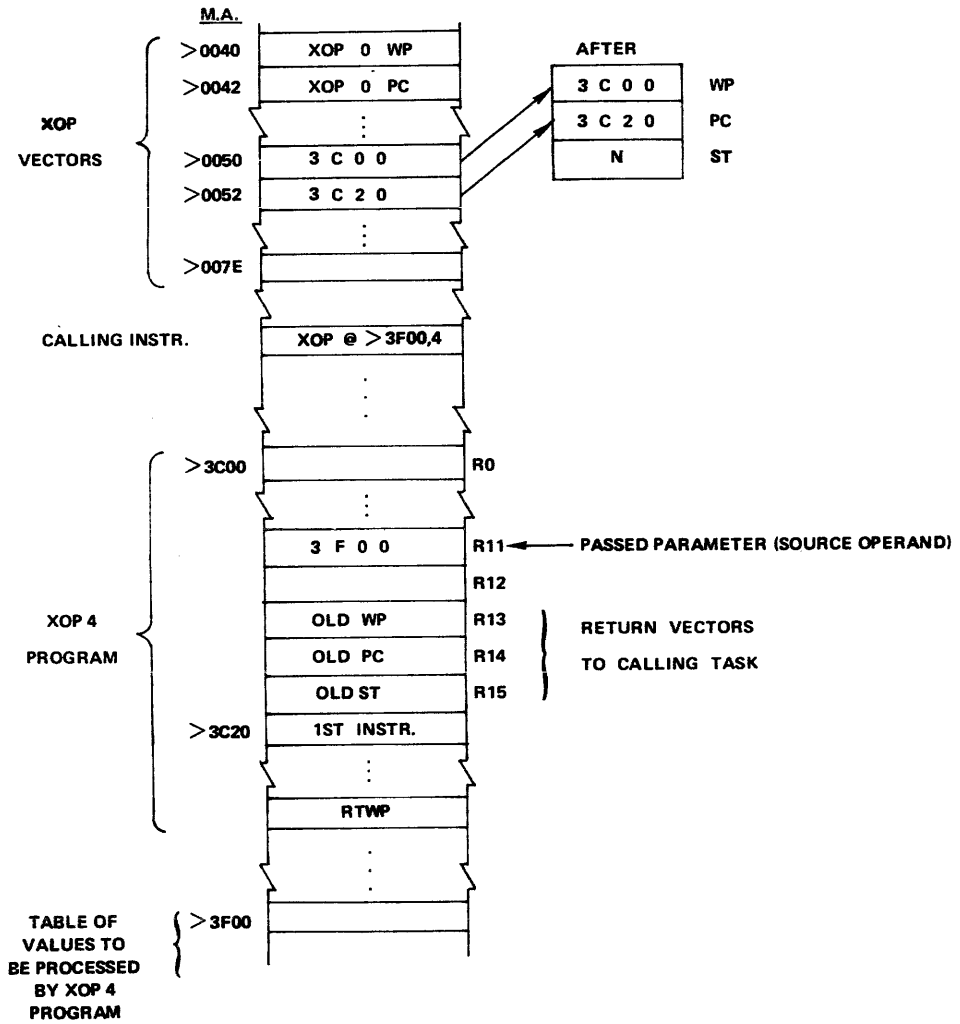 M.A.
>0040 XOP 0 WP
>0042 XOP 0 PC
AFTER
3 C 0 0 WP
3 C 2 0 PC
N ST
XOP
VECTORS
>0050 3 C 0 0
>0052 3 C 2 0
>007E
CALLING INSTR. XOP @ >3F00,4
>3C00 R0
3 F 0 0 R11 PASSED PARAMETER (SOURCE OPERAND)
R12
XOP 4
PROGRAM
OLD WP R13
OLD PC R14
OLD ST R15
RETURN VECTORS
TO CALLING TASK
>3C20 1ST INSTR.
RTWP
>3F00
TABLE OF
VALUES TO
BE PROCESSED
BY XOP 4
PROGRAM